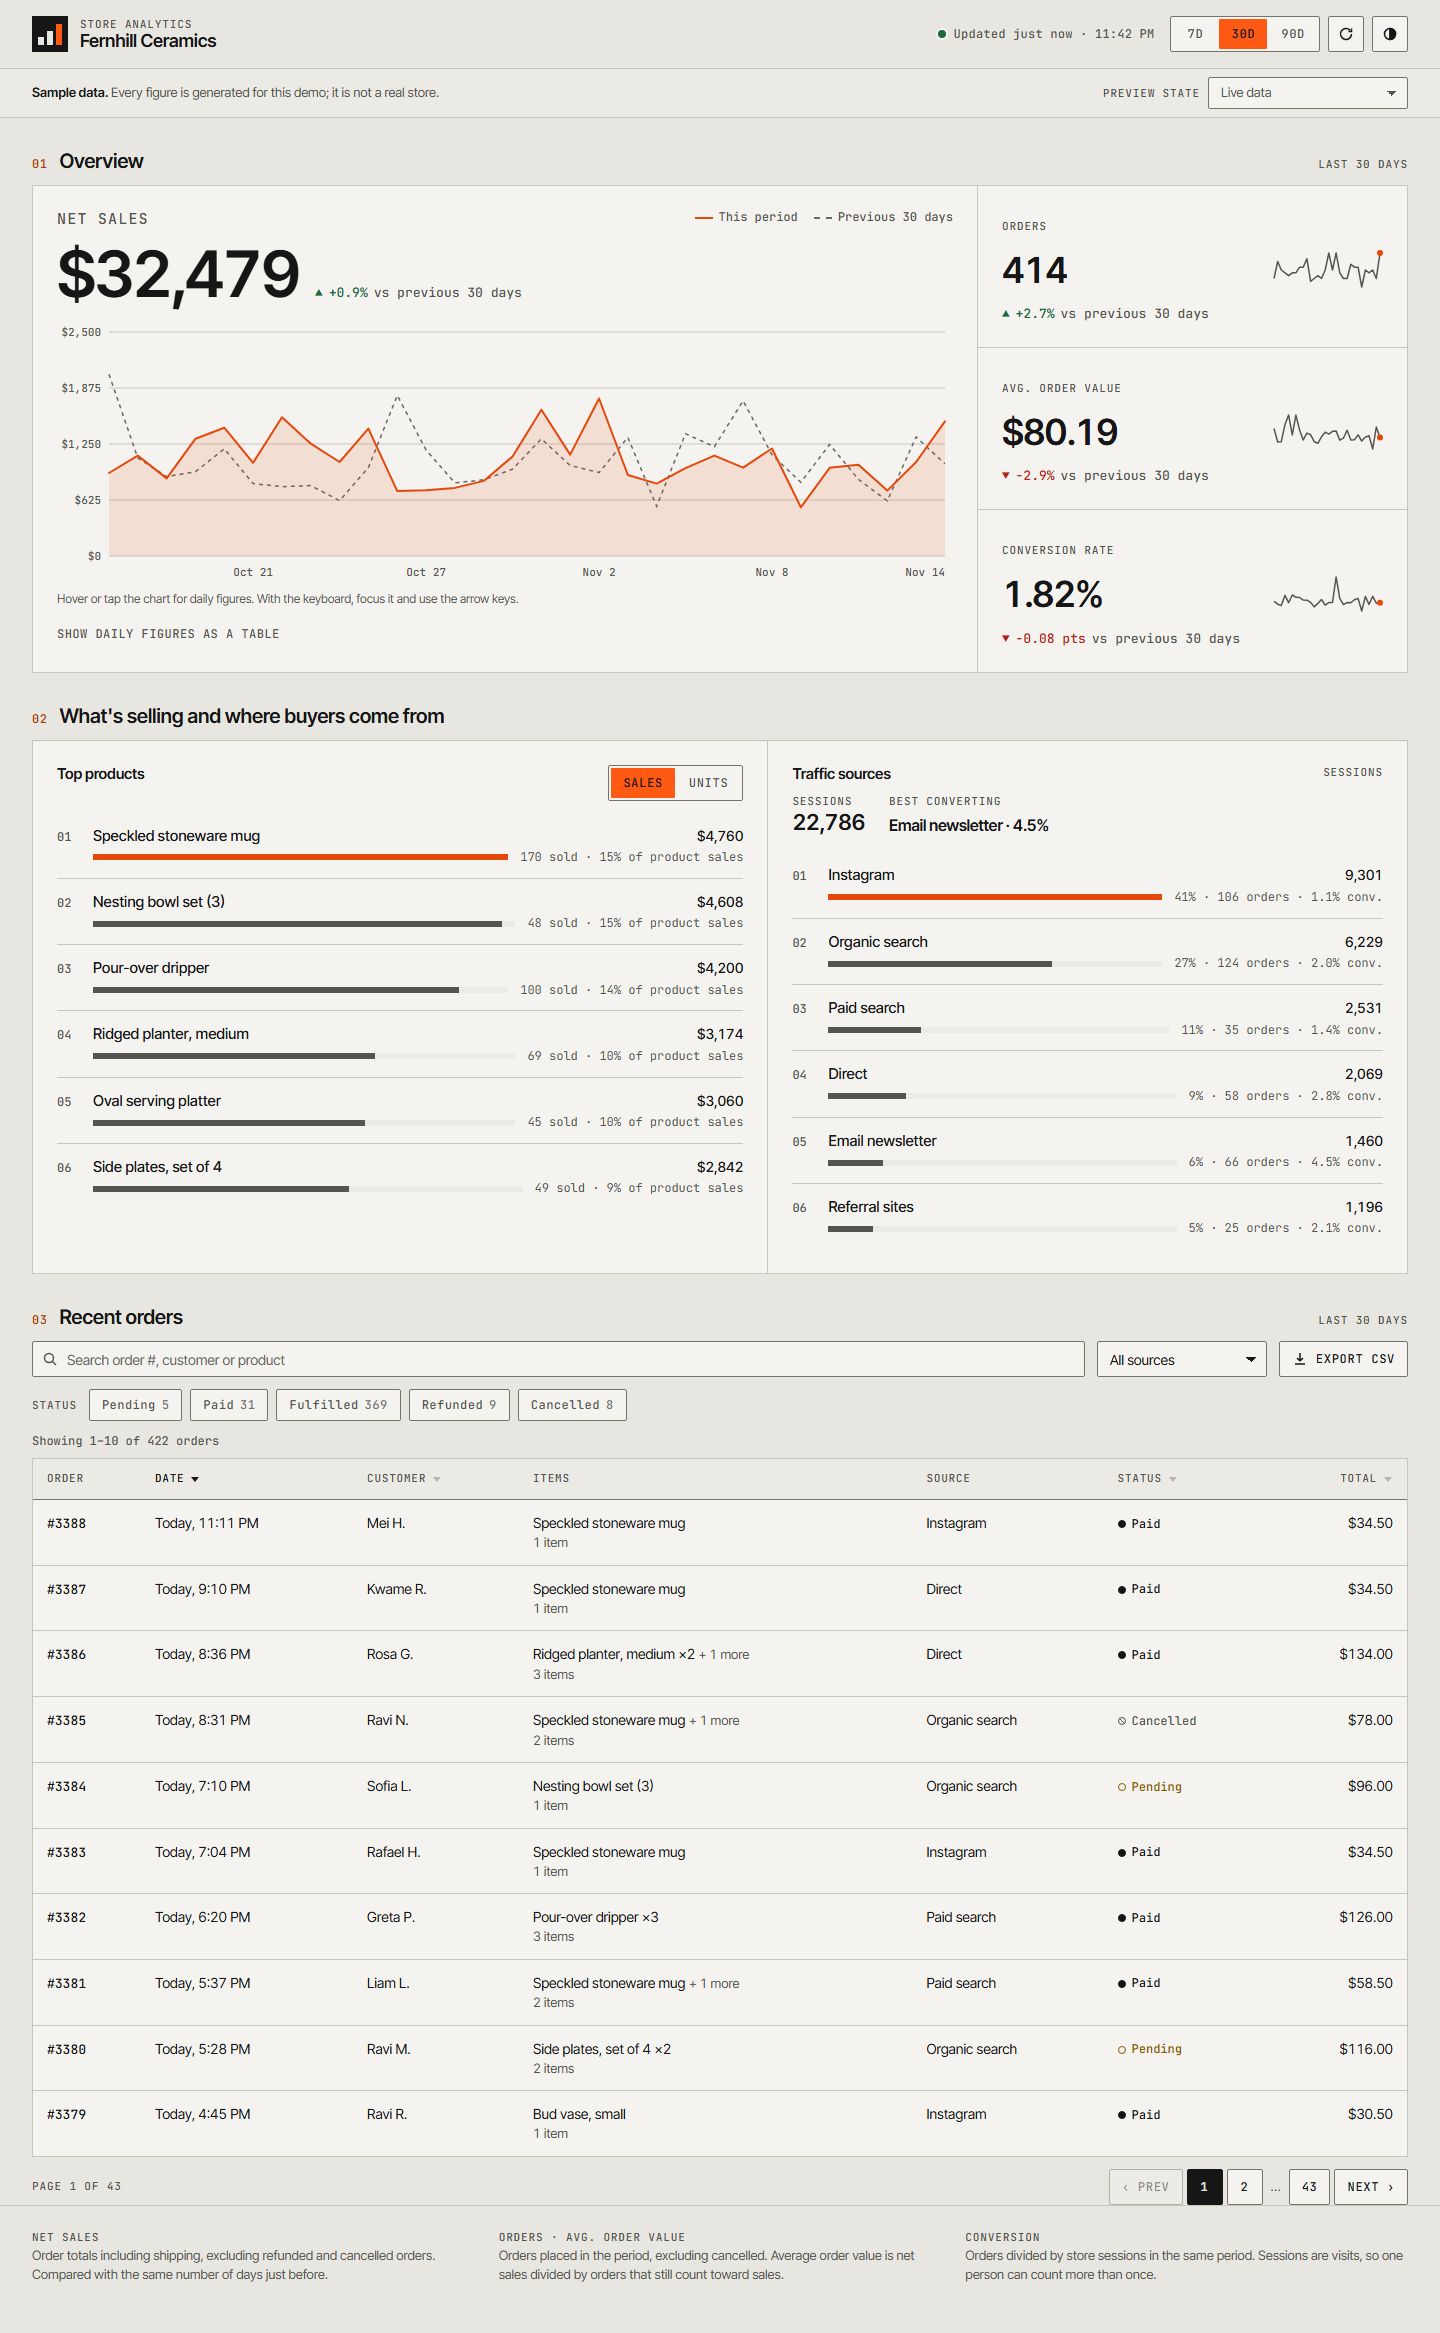 STORE ANALYTICS
Fernhill Ceramics
Updated just now · 11:42 PM
7D 30D 90D
Sample data. Every figure is generated for this demo; it is not a real store.
PREVIEW STATE Live data
01 Overview
LAST 30 DAYS
NET SALES
This period Previous 30 days
$32,479 ▲ +0.9% vs previous 30 days
$2,500
$1,875
$1,250
$625
$0
Oct 21 Oct 27 Nov 2 Nov 8 Nov 14
Hover or tap the chart for daily figures. With the keyboard, focus it and use the arrow keys.
SHOW DAILY FIGURES AS A TABLE
ORDERS
414
▲ +2.7% vs previous 30 days
AVG. ORDER VALUE
$80.19
▼ -2.9% vs previous 30 days
CONVERSION RATE
1.82%
▼ -0.08 pts vs previous 30 days
02 What's selling and where buyers come from
Top products
SALES UNITS
01 Speckled stoneware mug $4,760
170 sold · 15% of product sales
02 Nesting bowl set (3) $4,608
48 sold · 15% of product sales
03 Pour-over dripper $4,200
100 sold · 14% of product sales
04 Ridged planter, medium $3,174
69 sold · 10% of product sales
05 Oval serving platter $3,060
45 sold · 10% of product sales
06 Side plates, set of 4 $2,842
49 sold · 9% of product sales
Traffic sources
SESSIONS
SESSIONS BEST CONVERTING
22,786 Email newsletter · 4.5%
01 Instagram 9,301
41% · 106 orders · 1.1% conv.
02 Organic search 6,229
27% · 124 orders · 2.0% conv.
03 Paid search 2,531
11% · 35 orders · 1.4% conv.
04 Direct 2,069
9% · 58 orders · 2.8% conv.
05 Email newsletter 1,460
6% · 66 orders · 4.5% conv.
06 Referral sites 1,196
5% · 25 orders · 2.1% conv.
03 Recent orders
LAST 30 DAYS
Search order #, customer or product
All sources
EXPORT CSV
STATUS Pending 5 Paid 31 Fulfilled 369 Refunded 9 Cancelled 8
Showing 1–10 of 422 orders
ORDER DATE ▼ CUSTOMER ▼ ITEMS SOURCE STATUS ▼ TOTAL ▼
#3388 Today, 11:11 PM Mei H. Speckled stoneware mug Instagram Paid $34.50
1 item
#3387 Today, 9:10 PM Kwame R. Speckled stoneware mug Direct Paid $34.50
1 item
#3386 Today, 8:36 PM Rosa G. Ridged planter, medium ×2 + 1 more Direct Paid $134.00
3 items
#3385 Today, 8:31 PM Ravi N. Speckled stoneware mug + 1 more Organic search Cancelled $78.00
2 items
#3384 Today, 7:10 PM Sofia L. Nesting bowl set (3) Organic search Pending $96.00
1 item
#3383 Today, 7:04 PM Rafael H. Speckled stoneware mug Instagram Paid $34.50
1 item
#3382 Today, 6:20 PM Greta P. Pour-over dripper ×3 Paid search Paid $126.00
3 items
#3381 Today, 5:37 PM Liam L. Speckled stoneware mug + 1 more Paid search Paid $58.50
2 items
#3380 Today, 5:28 PM Ravi M. Side plates, set of 4 ×2 Organic search Pending $116.00
2 items
#3379 Today, 4:45 PM Ravi R. Bud vase, small Instagram Paid $30.50
1 item
PAGE 1 OF 43
‹ PREV 1 2 … 43 NEXT ›
NET SALES
Order totals including shipping, excluding refunded and cancelled orders.
Compared with the same number of days just before.
ORDERS · AVG. ORDER VALUE
Orders placed in the period, excluding cancelled. Average order value is net
sales divided by orders that still count toward sales.
CONVERSION
Orders divided by store sessions in the same period. Sessions are visits, so one
person can count more than once.